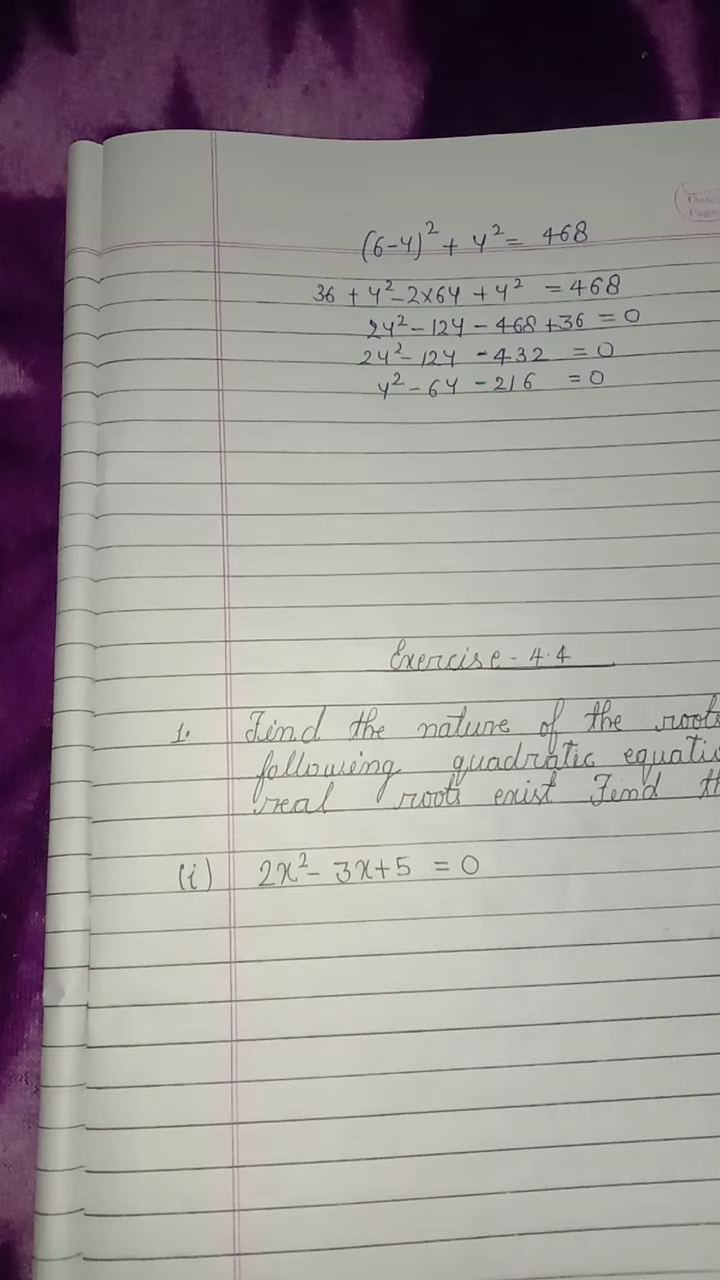 (6-y)² + y² = 468
36 + y² - 2×6y + y² = 468
2y² - 12y - 468 + 36 = 0
2y² - 12y - 432 = 0
y² - 6y - 216 = 0
Exercise - 4.4
1. Find the nature of the roots
following quadratic equati
real roots exist Find th
(i) 2x² - 3x + 5 = 0